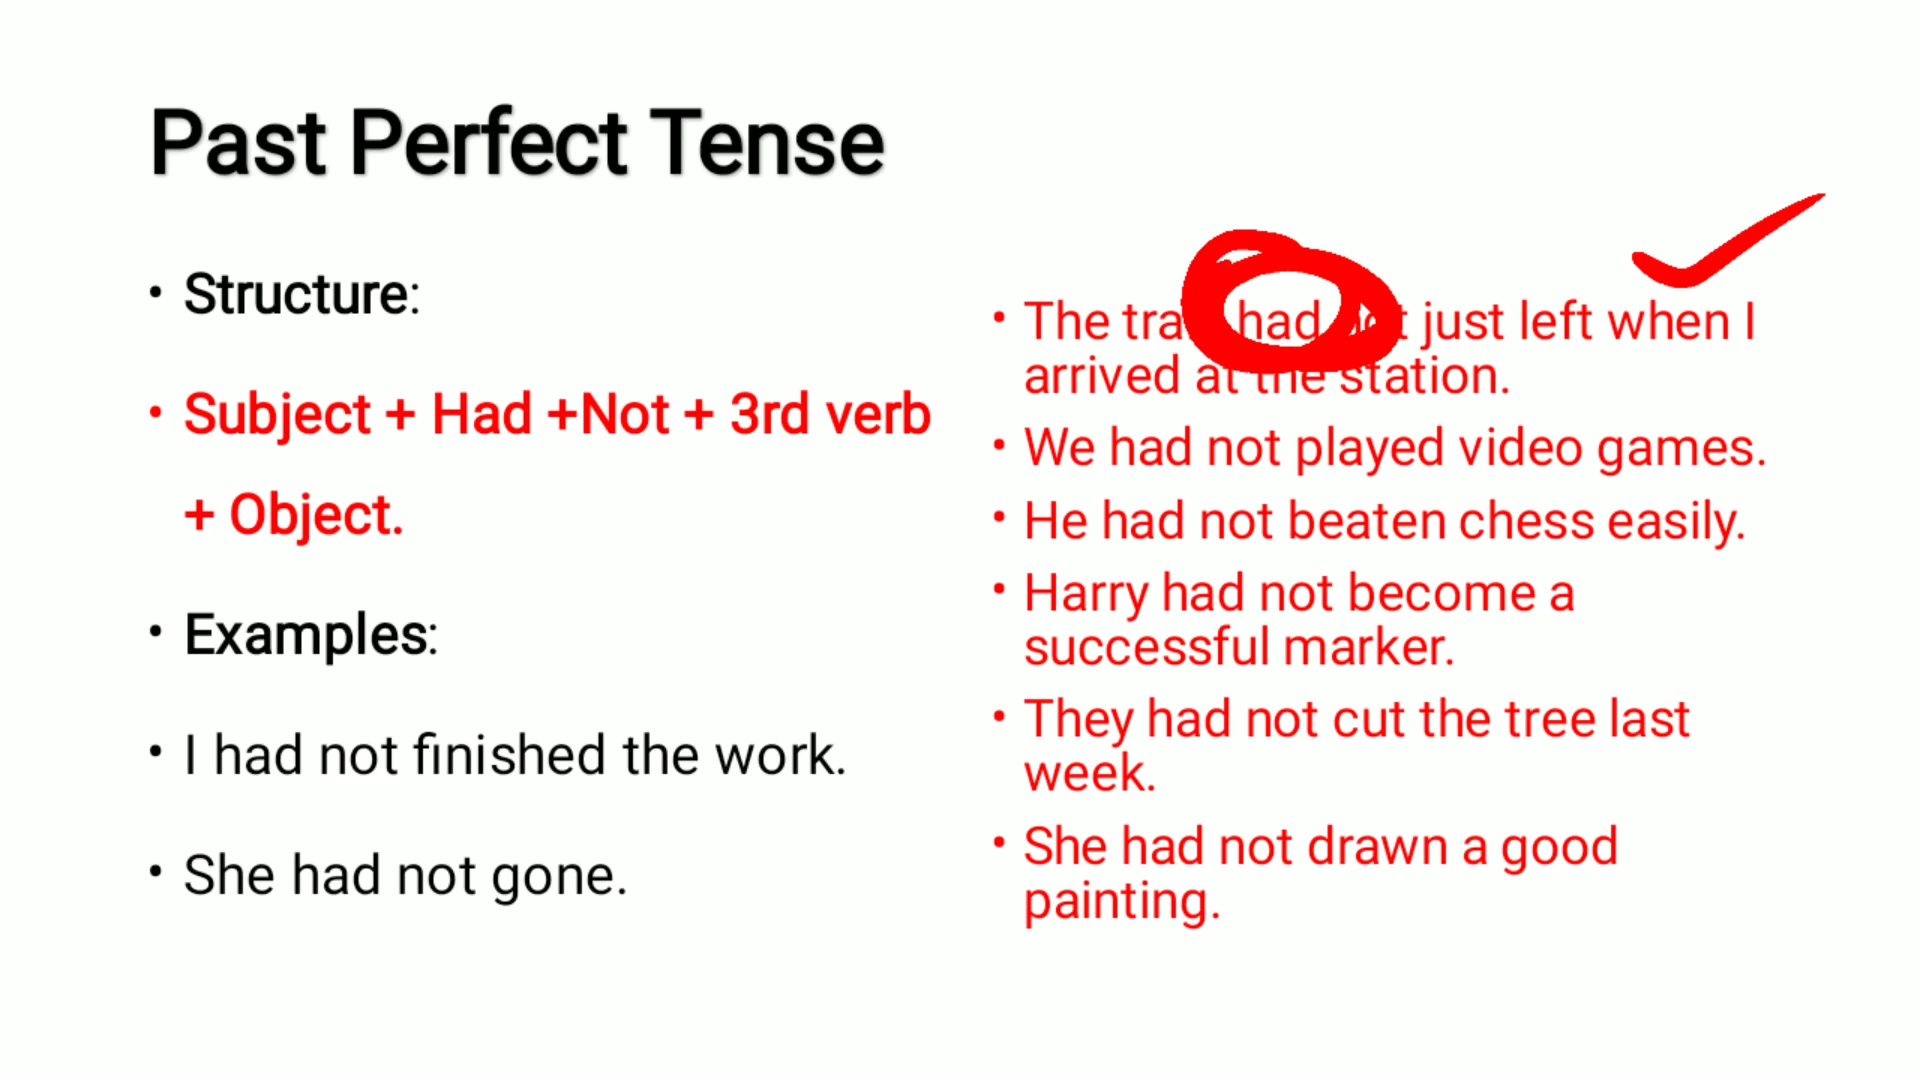 Past Perfect Tense
• Structure:
• Subject + Had +Not + 3rd verb
+ Object.
• Examples:
• I had not finished the work.
• She had not gone.
• The had just left when I
arrived at the station.
• We had not played video games.
• He had not beaten chess easily.
• Harry had not become a
successful marker.
• They had not cut the tree last
week.
• She had not drawn a good
painting.